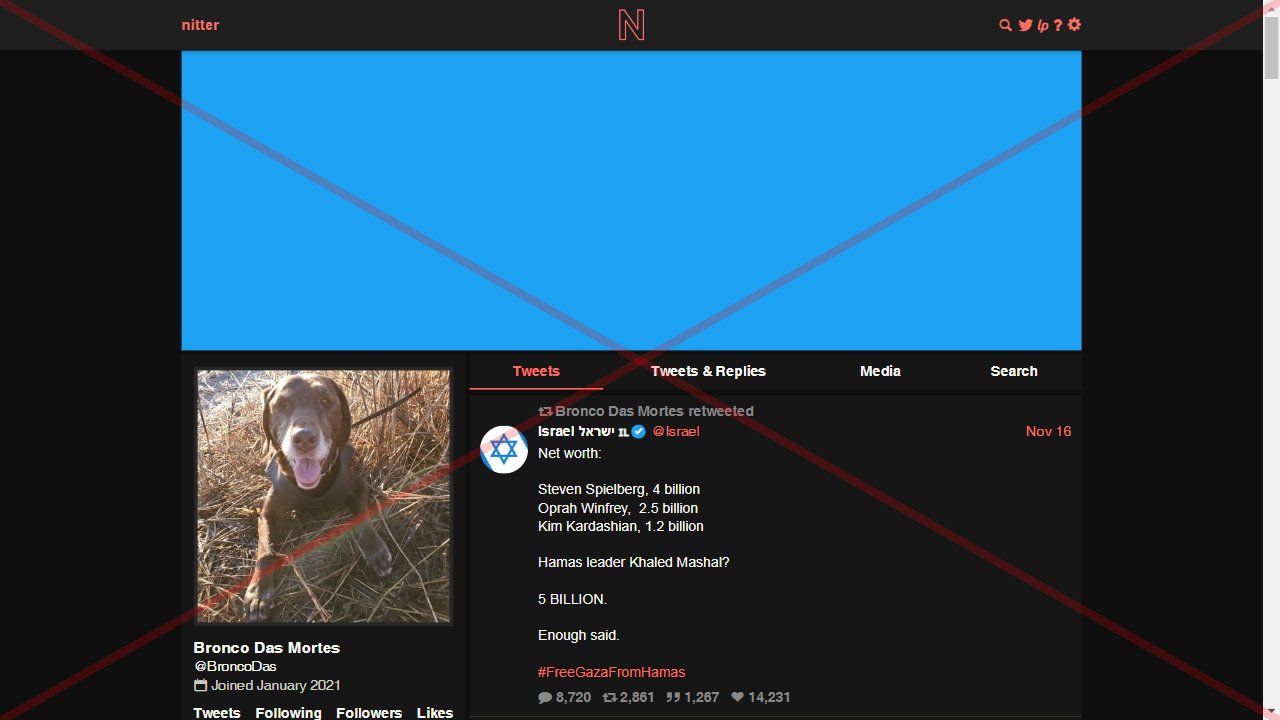 nitter
N
lp ?
Tweets Tweets & Replies Media Search
Bronco Das Mortes retweeted
Israel ישראל 🇮🇱 @Israel Nov 16
Net worth:
Steven Spielberg, 4 billion
Oprah Winfrey, 2.5 billion
Kim Kardashian, 1.2 billion
Hamas leader Khaled Mashal?
5 BILLION.
Enough said.
#FreeGazaFromHamas
8,720 2,861 1,267 14,231
Bronco Das Mortes
@BroncoDas
Joined January 2021
Tweets Following Followers Likes